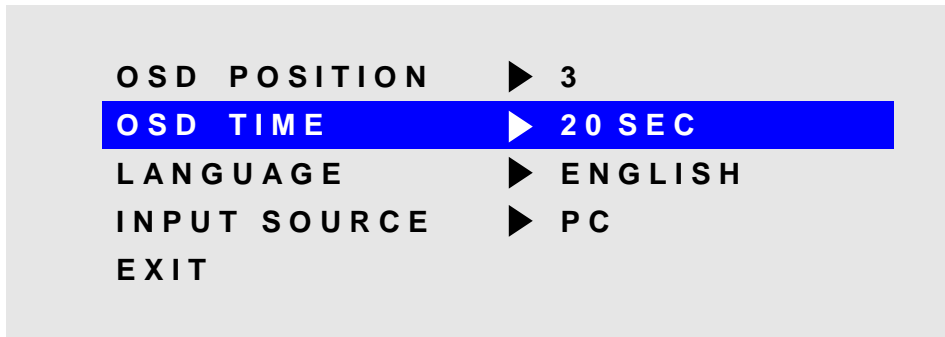 OSD POSITION ▶ 3
OSD TIME ▶ 20 SEC
LANGUAGE ▶ ENGLISH
INPUT SOURCE ▶ PC
EXIT